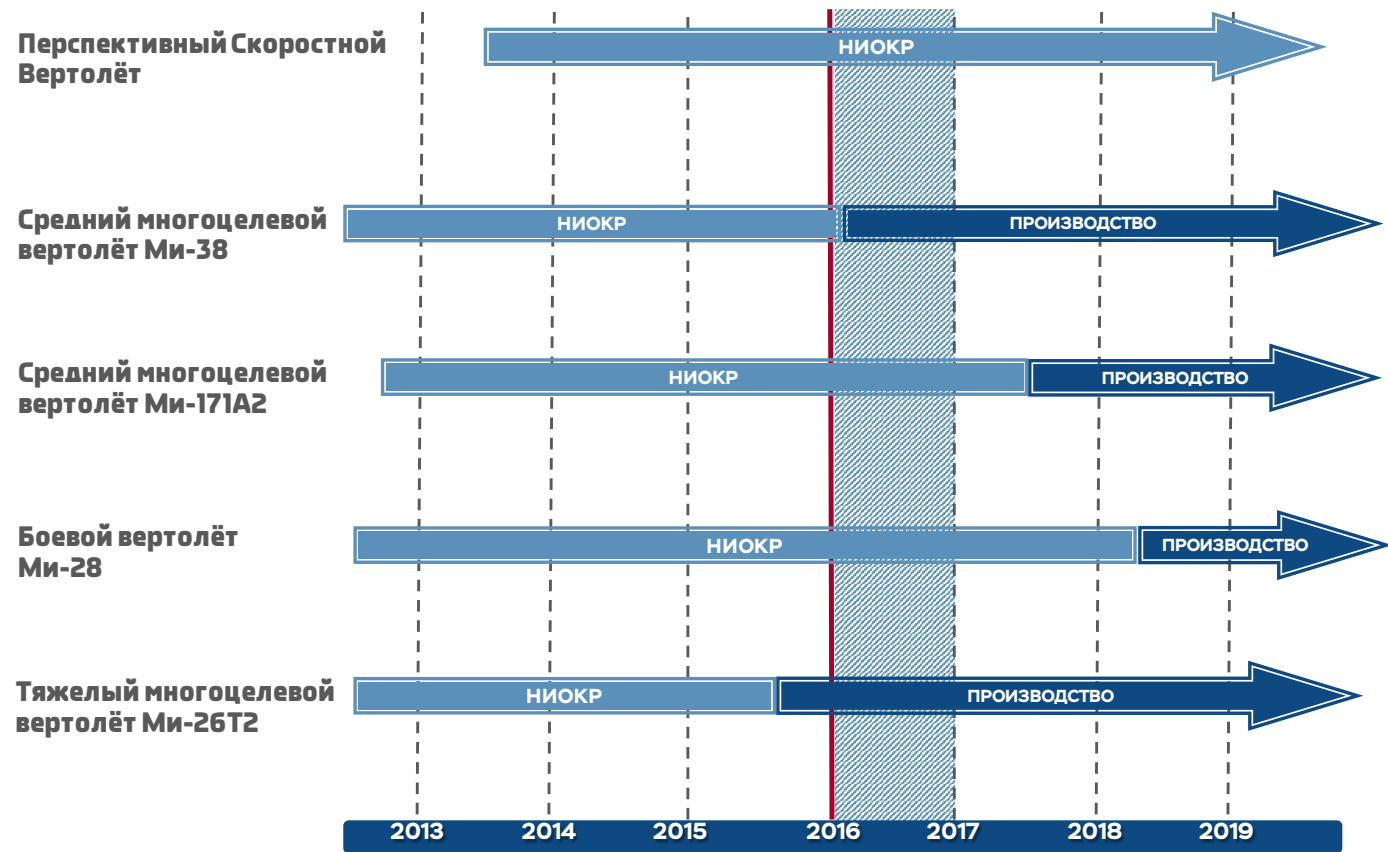 Перспективный Скоростной
Вертолёт
НИОКР
Средний многоцелевой
вертолёт Ми-38
НИОКР
ПРОИЗВОДСТВО
Средний многоцелевой
вертолёт Ми-171А2
НИОКР
ПРОИЗВОДСТВО
Боевой вертолёт
Ми-28
НИОКР
ПРОИЗВОДСТВО
Тяжелый многоцелевой
вертолёт Ми-26Т2
НИОКР
ПРОИЗВОДСТВО
2013 2014 2015 2016 2017 2018 2019